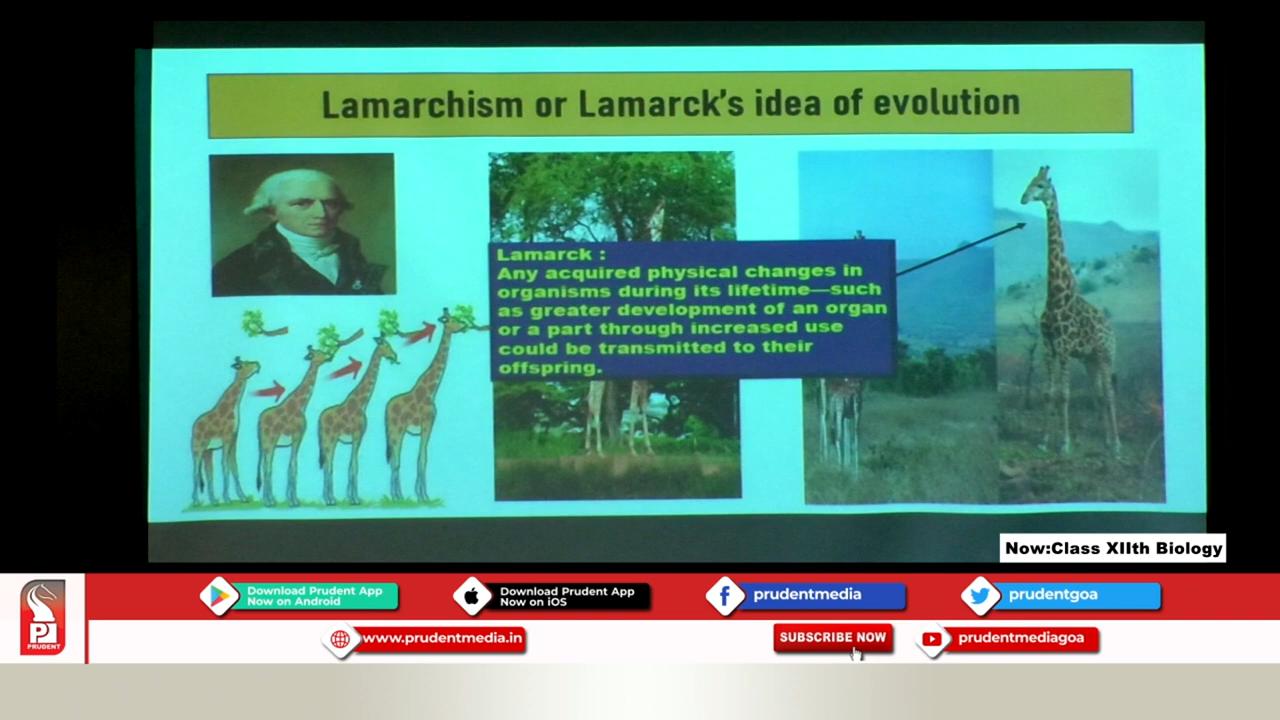 Lamarchism or Lamarck's idea of evolution
Lamarck :
Any acquired physical changes in
organisms during its lifetime—such
as greater development of an organ
or a part through increased use
could be transmitted to their
offspring.
Now:Class XIIth Biology
PRUDENT
Download Prudent App
Now on Android
Download Prudent App
Now on iOS
prudentmedia
prudentgoa
www.prudentmedia.in
SUBSCRIBE NOW
prudentmediagoa